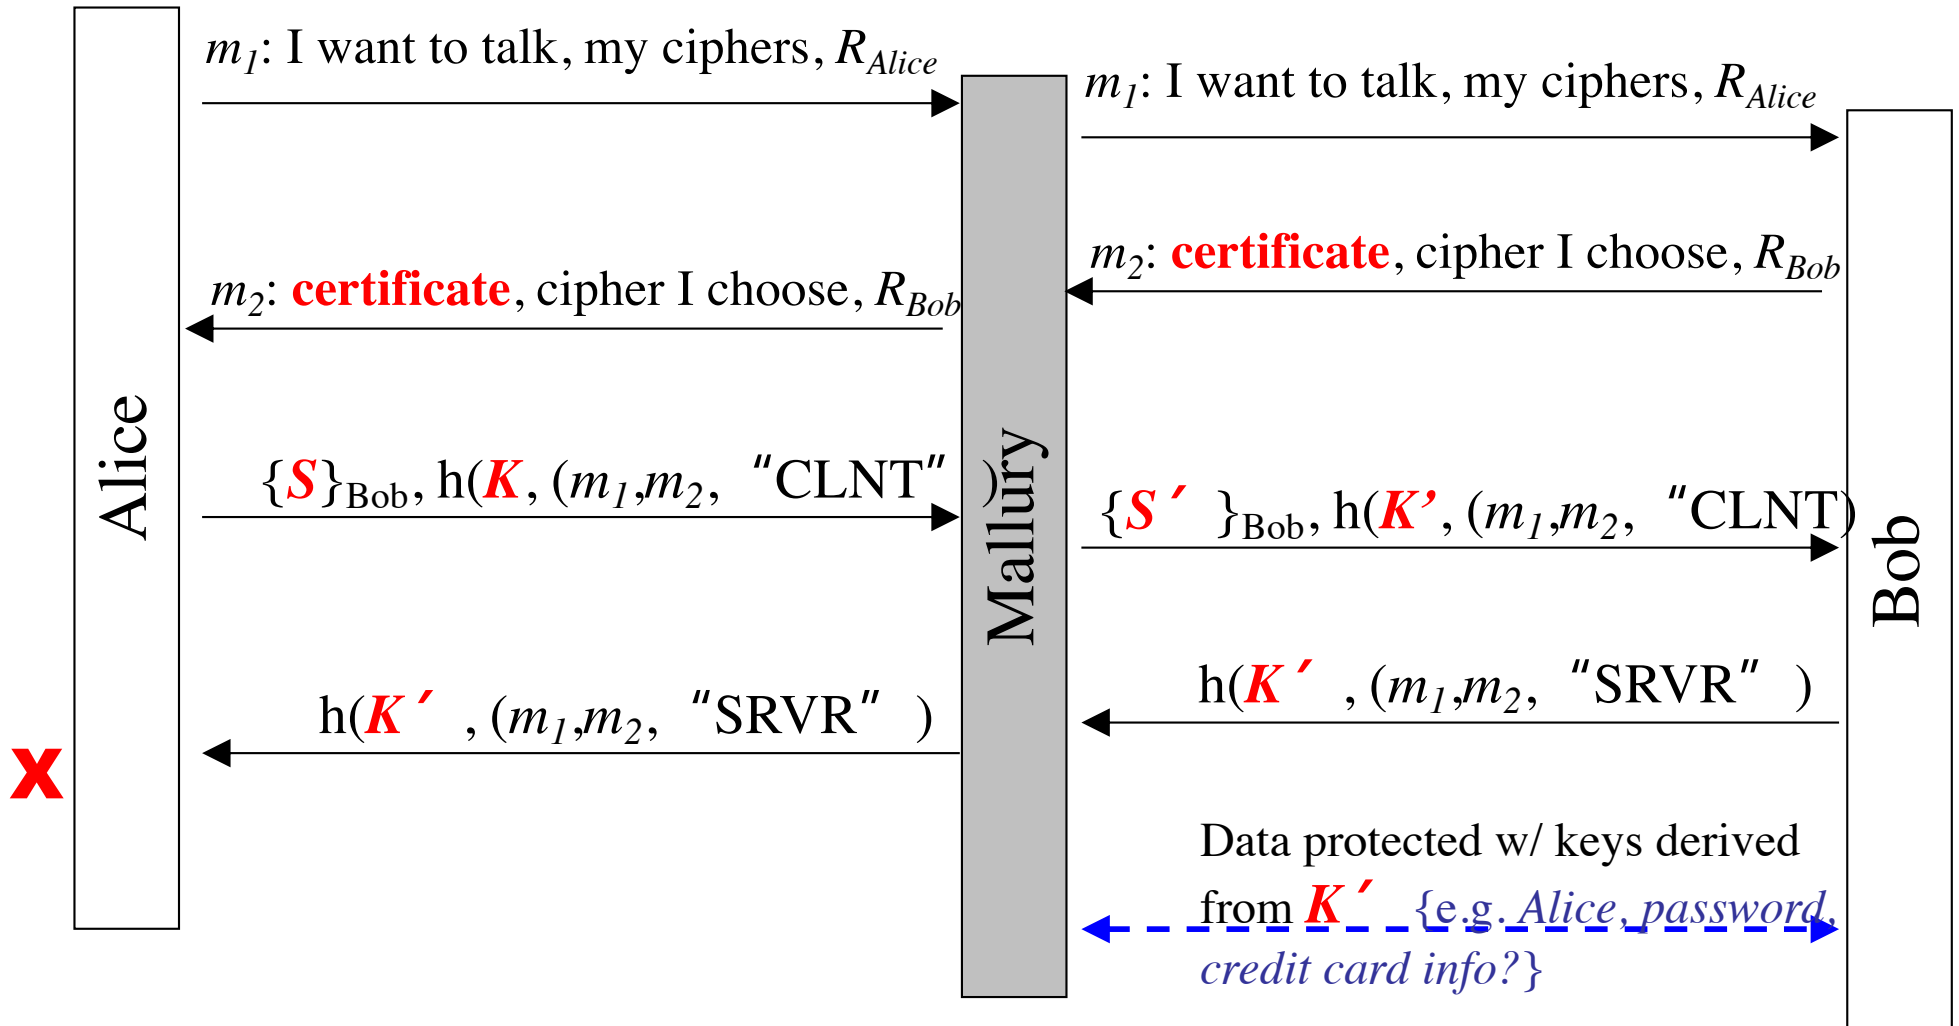 m1: I want to talk, my ciphers, RAlice
m1: I want to talk, my ciphers, RAlice
m2: certificate, cipher I choose, RBob
m2: certificate, cipher I choose, RBob
Alice
Mallury
Bob
{S}Bob, h(K, (m1,m2, "CLNT" )
{S′ }Bob, h(K’, (m1,m2, "CLNT)
h(K′ , (m1,m2, "SRVR" )
h(K′ , (m1,m2, "SRVR" )
x
Data protected w/ keys derived
from K′ {e.g. Alice, password,
credit card info?}